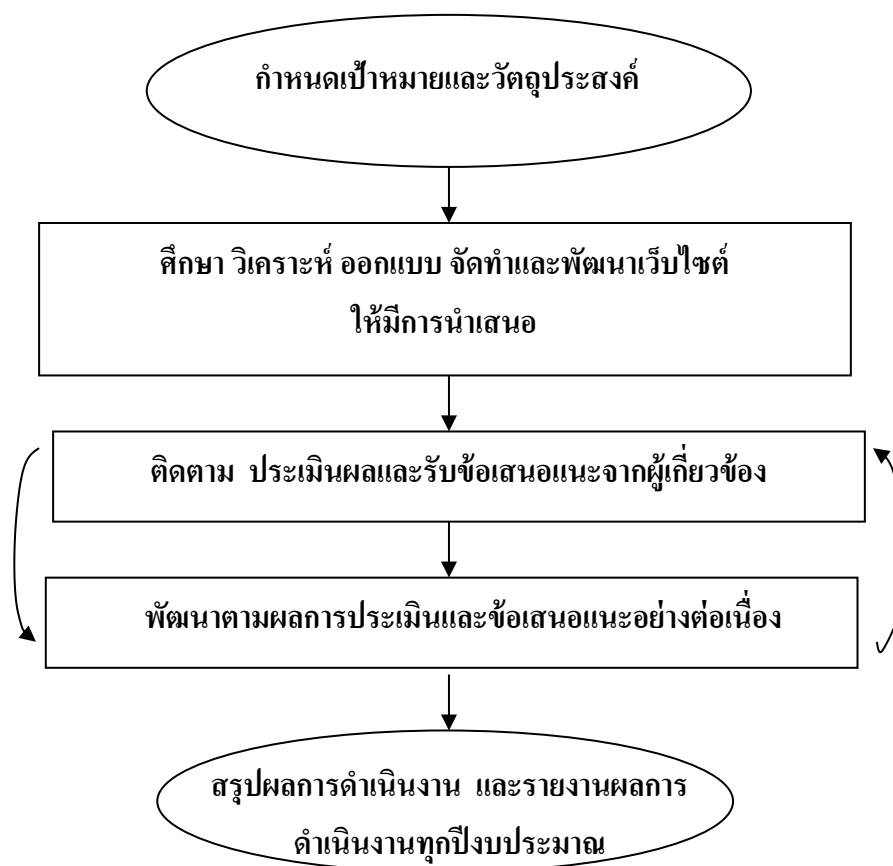 กำหนดเป้าหมายและวัตถุประสงค์
ศึกษา วิเคราะห์ ออกแบบ จัดทำและพัฒนาเว็บไซต์
ให้มีการนำเสนอ
ติดตาม ประเมินผลและรับข้อเสนอแนะจากผู้เกี่ยวข้อง
พัฒนาตามผลการประเมินและข้อเสนอแนะอย่างต่อเนื่อง
สรุปผลการดำเนินงาน และรายงานผลการ
ดำเนินงานทุกปีงบประมาณ